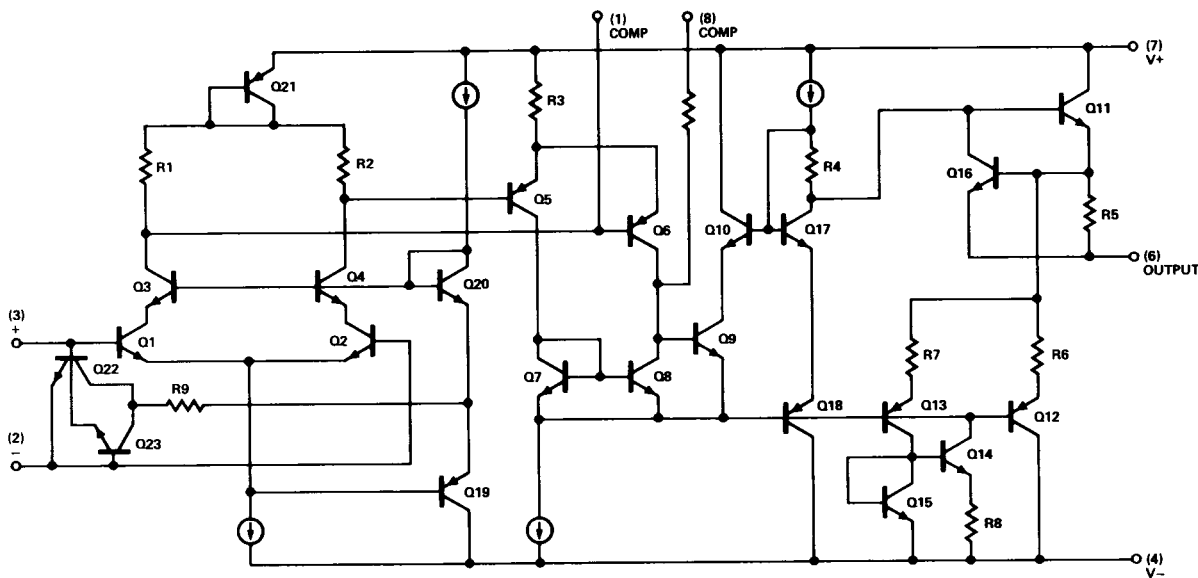 (1)
COMP
(8)
COMP
(7)
V+
Q21
R3
Q11
R1
R2
R4
Q16
Q5
R5
Q6
Q10
Q17
(6)
OUTPUT
Q3
Q4
Q20
(3)
+
Q1
Q2
Q9
R7
R6
Q22
R9
Q7
Q8
Q18
Q13
Q12
(2)
−
Q23
Q14
Q19
Q15
R8
(4)
V−